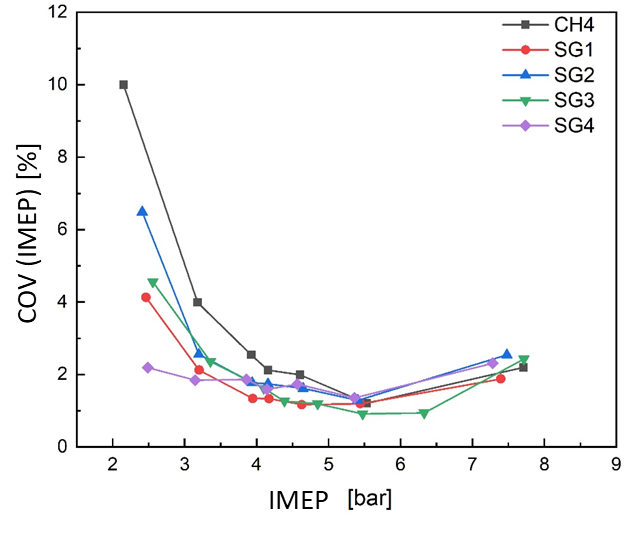 12
10
8
6
4
2
0
COV (IMEP) [%]
CH4
SG1
SG2
SG3
SG4
2 3 4 5 6 7 8 9
IMEP [bar]